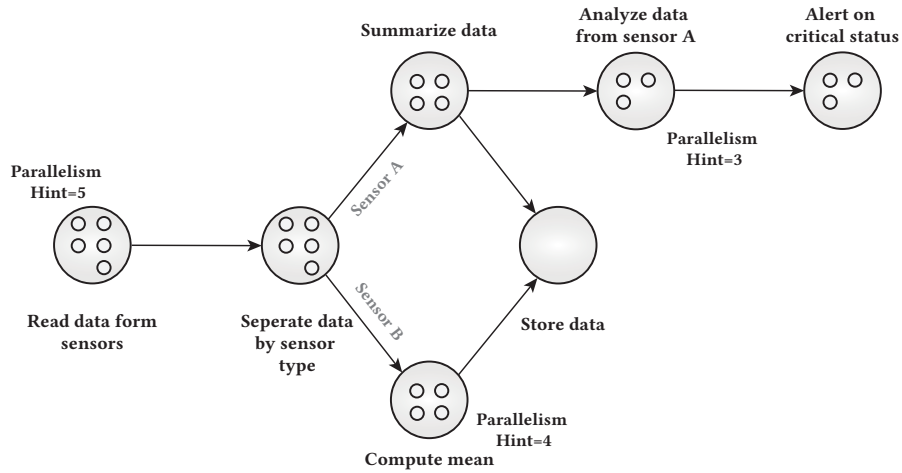 Summarize data
Analyze data
from sensor A
Alert on
critical status
Parallelism
Hint=3
Parallelism
Hint=5
Sensor A
Sensor B
Read data form
sensors
Seperate data
by sensor
type
Store data
Parallelism
Hint=4
Compute mean